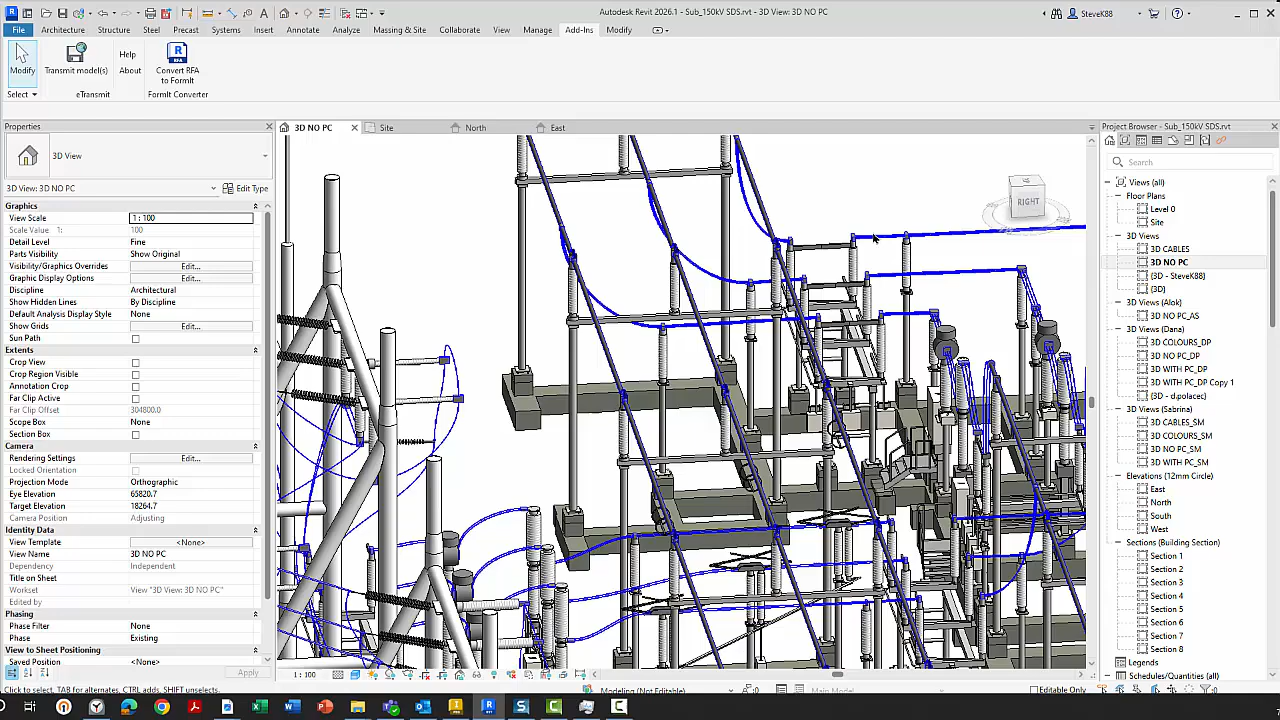 Autodesk Revit 2026.1 - Sub_150kV SDS.rvt - 3D View: 3D NO PC
SteveK88
File
Architecture
Structure
Steel
Precast
Systems
Insert
Annotate
Analyze
Massing & Site
Collaborate
View
Manage
Add-Ins
Modify
Modify
Transmit model(s)
Help
About
Convert RFA
to FormIt
Select
eTransmit
FormIt Converter
Properties
3D NO PC
Site
North
East
Project Browser - Sub_150kV SDS.rvt
3D View
Search
3D View: 3D NO PC
Edit Type
Graphics
View Scale
1 : 100
Scale Value 1:
100
Detail Level
Fine
Parts Visibility
Show Original
Visibility/Graphics Overrides
Edit...
Graphic Display Options
Edit...
Discipline
Architectural
Show Hidden Lines
By Discipline
Default Analysis Display Style
None
Show Grids
Edit...
Sun Path
Extents
Crop View
Crop Region Visible
Annotation Crop
Far Clip Active
Far Clip Offset
304800.0
Scope Box
None
Section Box
Camera
Rendering Settings
Edit...
Locked Orientation
Projection Mode
Orthographic
Eye Elevation
65820.7
Target Elevation
18264.7
Camera Position
Adjusting
Identity Data
View Template
<None>
View Name
3D NO PC
Dependency
Independent
Title on Sheet
Workset
View "3D View: 3D NO PC"
Edited by
Phasing
Phase Filter
None
Phase
Existing
View to Sheet Positioning
Saved Position
<None>
Apply
RIGHT
Views (all)
Floor Plans
Level 0
Site
3D Views
3D CABLES
3D NO PC
{3D - SteveK88}
{3D}
3D Views (Alok)
3D NO PC_AS
3D Views (Dana)
3D COLOURS_DP
3D NO PC_DP
3D WITH PC_DP
3D WITH PC_DP Copy 1
{3D - dpolacec}
3D Views (Sabrina)
3D CABLES_SM
3D COLOURS_SM
3D NO PC_SM
3D WITH PC_SM
Elevations (12mm Circle)
East
North
South
West
Sections (Building Section)
Section 1
Section 2
Section 3
Section 4
Section 5
Section 6
Section 7
Section 8
Legends
Schedules/Quantities (all)
1 : 100
Click to select, TAB for alternates, CTRL adds, SHIFT unselects.
Modeling (Not Editable)
:0
Main Model
Editable Only
:0